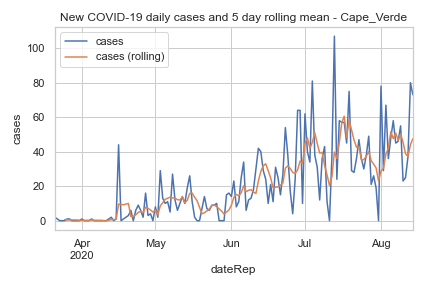 New COVID-19 daily cases and 5 day rolling mean - Cape_Verde
cases
cases (rolling)
100
80
60
40
20
0
cases
Apr
2020
May
Jun
Jul
Aug
dateRep